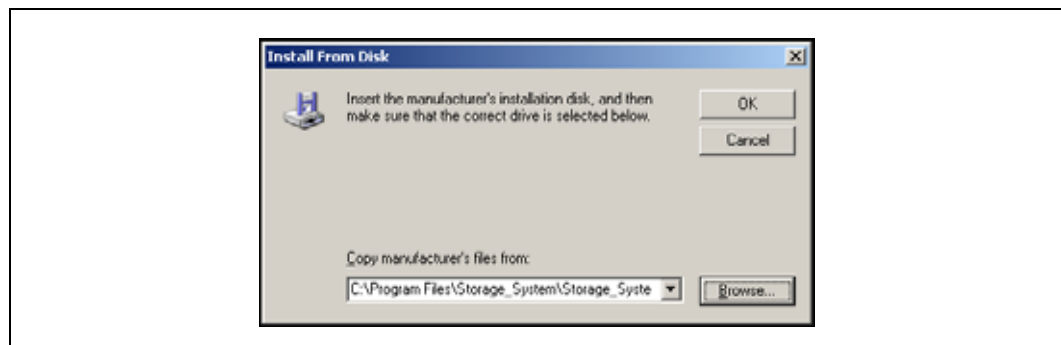 Install From Disk
Insert the manufacturer's installation disk, and then
make sure that the correct drive is selected below.
OK
Cancel
Copy manufacturer's files from:
C:\Program Files\Storage_System\Storage_Syste
Browse...